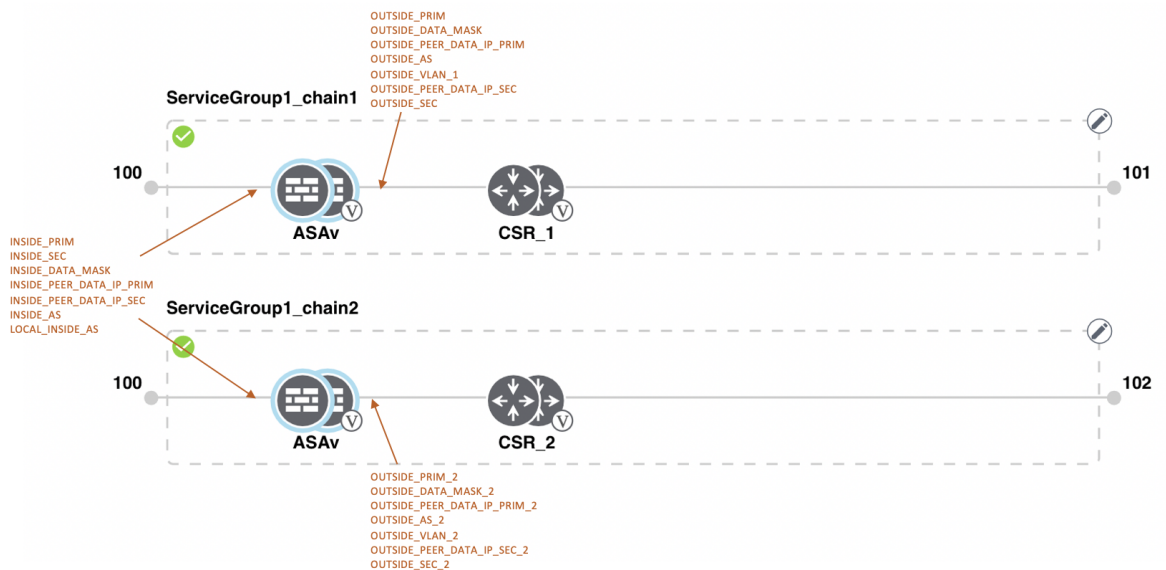 OUTSIDE_PRIM
OUTSIDE_DATA_MASK
OUTSIDE_PEER_DATA_IP_PRIM
OUTSIDE_AS
OUTSIDE_VLAN_1
OUTSIDE_PEER_DATA_IP_SEC
OUTSIDE_SEC
ServiceGroup1_chain1
100
101
V
V
ASAv
CSR_1
INSIDE_PRIM
INSIDE_SEC
INSIDE_DATA_MASK
INSIDE_PEER_DATA_IP_PRIM
INSIDE_PEER_DATA_IP_SEC
INSIDE_AS
LOCAL_INSIDE_AS
ServiceGroup1_chain2
100
102
V
V
ASAv
CSR_2
OUTSIDE_PRIM_2
OUTSIDE_DATA_MASK_2
OUTSIDE_PEER_DATA_IP_PRIM_2
OUTSIDE_AS_2
OUTSIDE_VLAN_2
OUTSIDE_PEER_DATA_IP_SEC_2
OUTSIDE_SEC_2